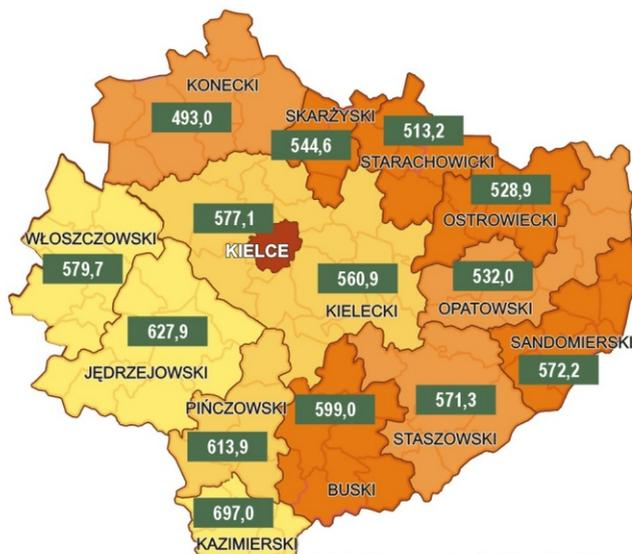 KONECKI
493,0
SKARŻYSKI
544,6
513,2
STARACHOWICKI
528,9
OSTROWIECKI
577,1
KIELCE
WŁOSZCZOWSKI
579,7
560,9
KIELECKI
532,0
OPATOWSKI
627,9
JĘDRZEJOWSKI
SANDOMIERSKI
572,2
PIŃCZOWSKI
613,9
599,0
BUSKI
571,3
STASZOWSKI
697,0
KAZIMIERSKI